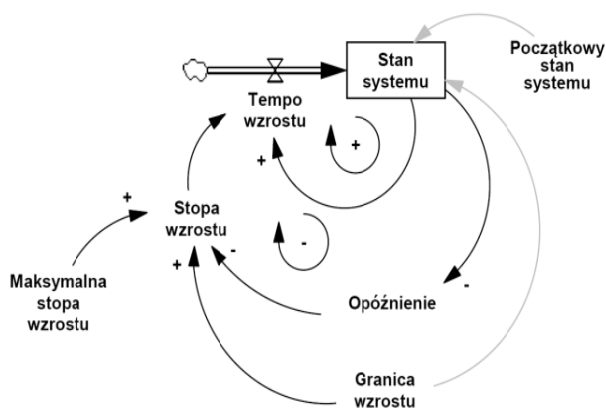 Stan
systemu
Początkowy
stan
systemu
Tempo
wzrostu
+
+
+
Stopa
wzrostu
-
-
+
Maksymalna
stopa
wzrostu
Opóźnienie
-
Granica
wzrostu